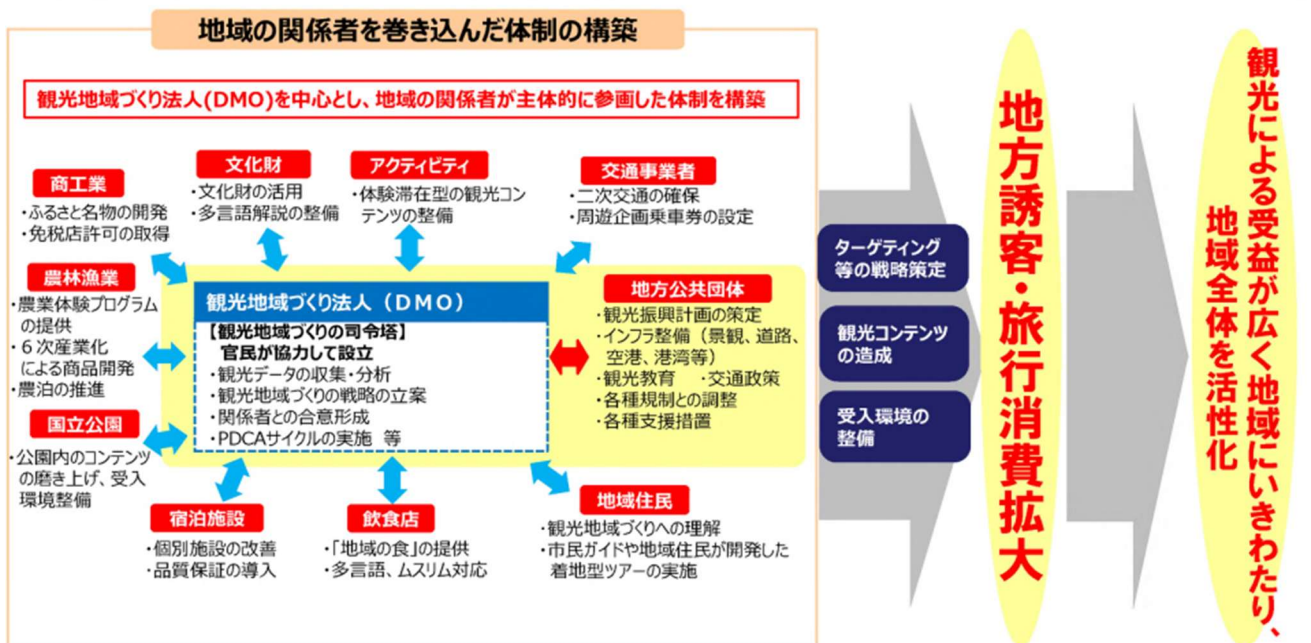 地域の関係者を巻き込んだ体制の構築
観光地域づくり法人(DMO)を中心とし、地域の関係者が主体的に参画した体制を構築
商工業
・ふるさと名物の開発
・免税店許可の取得
文化財
・文化財の活用
・多言語解説の整備
アクティビティ
・体験滞在型の観光コン
テンツの整備
交通事業者
・二次交通の確保
・周遊企画乗車券の設定
農林漁業
・農業体験プログラム
の提供
・６次産業化
による商品開発
・農泊の推進
観光地域づくり法人（DMO）
【観光地域づくりの司令塔】
官民が協力して設立
・観光データの収集・分析
・観光地域づくりの戦略の立案
・関係者との合意形成
・PDCAサイクルの実施 等
地方公共団体
・観光振興計画の策定
・インフラ整備（景観、道路、
空港、港湾等）
・観光教育 ・交通政策
・各種規制との調整
・各種支援措置
国立公園
・公園内のコンテンツ
の磨き上げ、受入
環境整備
宿泊施設
・個別施設の改善
・品質保証の導入
飲食店
・「地域の食」の提供
・多言語、ムスリム対応
地域住民
・観光地域づくりへの理解
・市民ガイドや地域住民が開発した
着地型ツアーの実施
ターゲティング
等の戦略策定
観光コンテンツ
の造成
受入環境の
整備
地方誘客・旅行消費拡大
観光による受益が広く地域にいきわたり、
地域全体を活性化